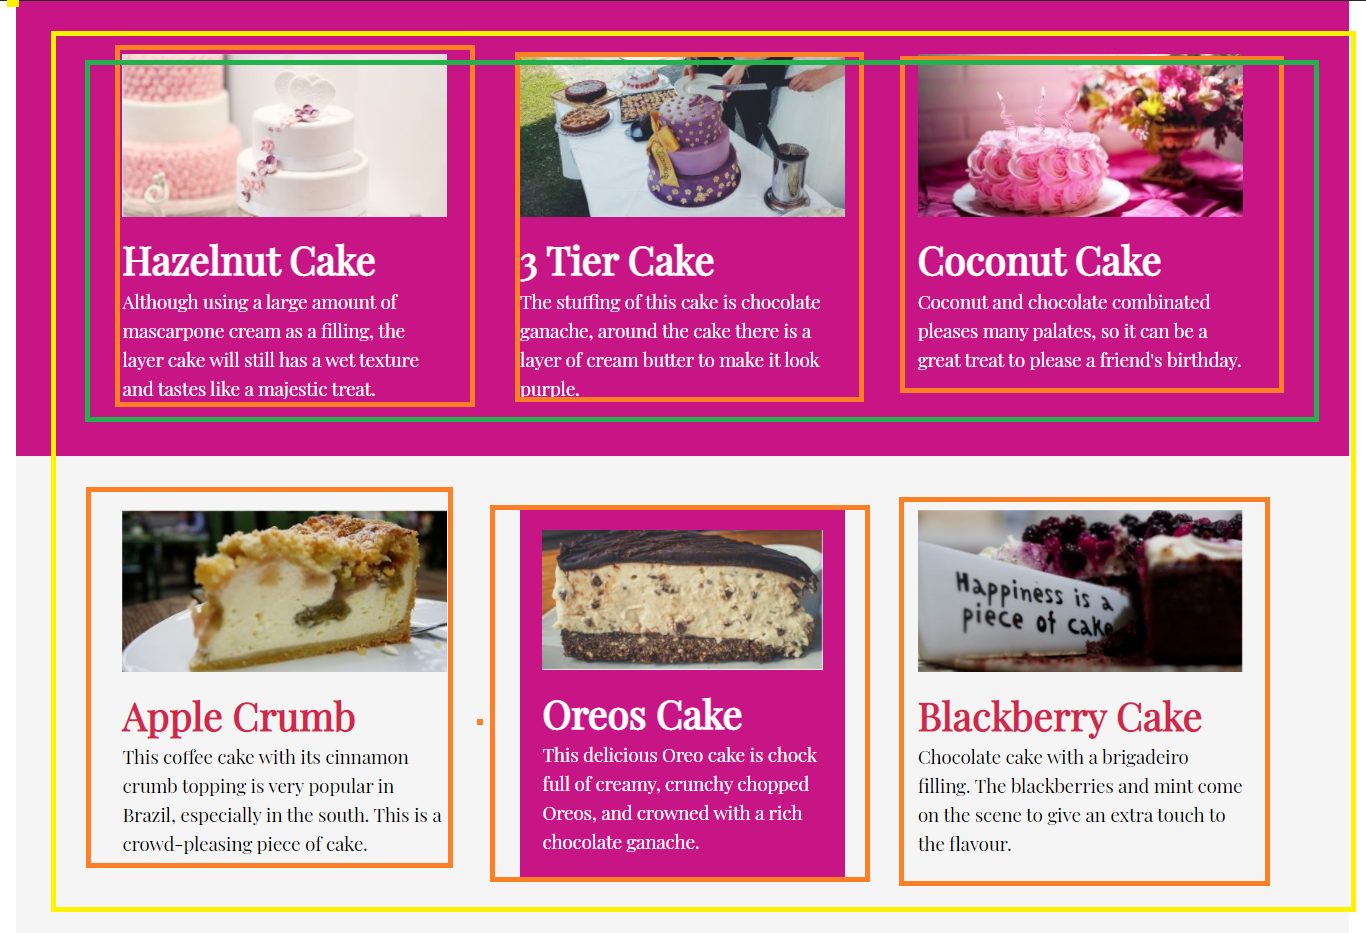 Hazelnut Cake
Although using a large amount of
mascarpone cream as a filling, the
layer cake will still has a wet texture
and tastes like a majestic treat.
3 Tier Cake
The stuffing of this cake is chocolate
ganache, around the cake there is a
layer of cream butter to make it look
purple.
Coconut Cake
Coconut and chocolate combinated
pleases many palates, so it can be a
great treat to please a friend's birthday.
Apple Crumb
This coffee cake with its cinnamon
crumb topping is very popular in
Brazil, especially in the south. This is a
crowd-pleasing piece of cake.
Oreos Cake
This delicious Oreo cake is chock
full of creamy, crunchy chopped
Oreos, and crowned with a rich
chocolate ganache.
Happiness is a
piece of cake
Blackberry Cake
Chocolate cake with a brigadeiro
filling. The blackberries and mint come
on the scene to give an extra touch to
the flavour.